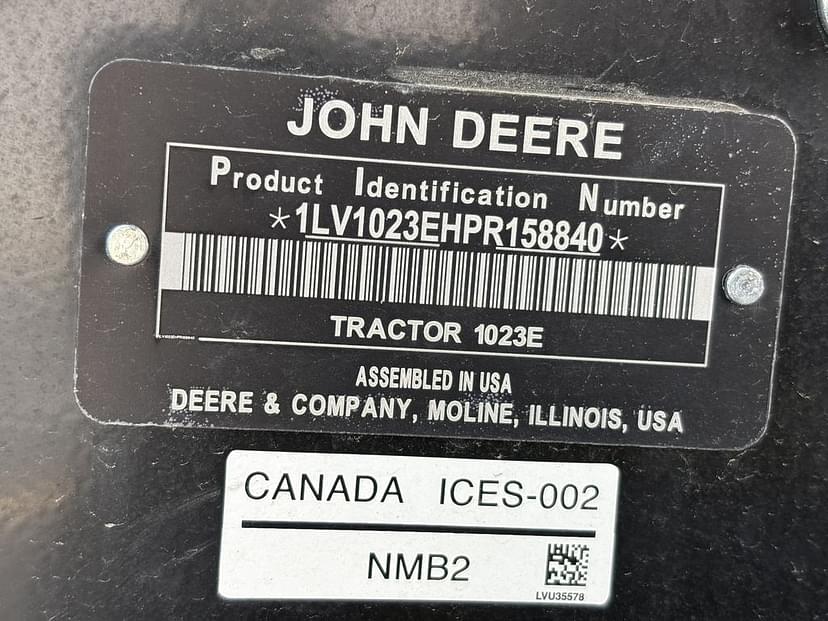 JOHN DEERE
Product Identification Number
*1LV1023EHPR158840*
TRACTOR 1023E
ASSEMBLED IN USA
DEERE & COMPANY, MOLINE, ILLINOIS, USA
CANADA ICES-002
NMB2
LVU35578